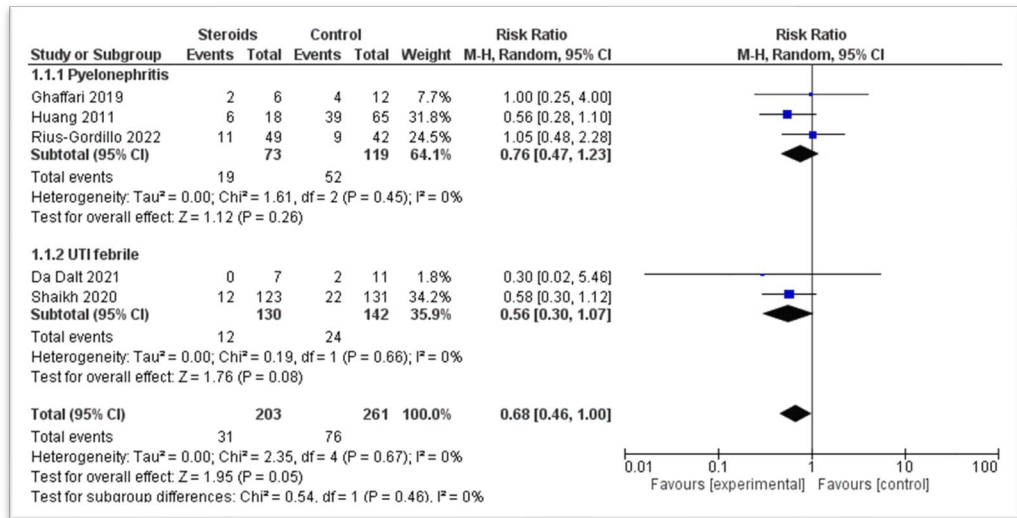 Steroids Control Risk Ratio Risk Ratio
Study or Subgroup Events Total Events Total Weight M-H, Random, 95% CI M-H, Random, 95% CI
1.1.1 Pyelonephritis
Ghaffari 2019 2 6 4 12 7.7% 1.00 [0.25, 4.00]
Huang 2011 6 18 39 65 31.8% 0.56 [0.28, 1.10]
Rius-Gordillo 2022 11 49 9 42 24.5% 1.05 [0.48, 2.28]
Subtotal (95% CI) 73 119 64.1% 0.76 [0.47, 1.23]
Total events 19 52
Heterogeneity: Tau² = 0.00; Chi² = 1.61, df = 2 (P = 0.45); I² = 0%
Test for overall effect: Z = 1.12 (P = 0.26)
1.1.2 UTI febrile
Da Dalt 2021 0 7 2 11 1.8% 0.30 [0.02, 5.46]
Shaikh 2020 12 123 22 131 34.2% 0.58 [0.30, 1.12]
Subtotal (95% CI) 130 142 35.9% 0.56 [0.30, 1.07]
Total events 12 24
Heterogeneity: Tau² = 0.00; Chi² = 0.19, df = 1 (P = 0.66); I² = 0%
Test for overall effect: Z = 1.76 (P = 0.08)
Total (95% CI) 203 261 100.0% 0.68 [0.46, 1.00]
Total events 31 76
Heterogeneity: Tau² = 0.00; Chi² = 2.35, df = 4 (P = 0.67); I² = 0%
Test for overall effect: Z = 1.95 (P = 0.05)
Test for subgroup differences: Chi² = 0.54, df = 1 (P = 0.46), I² = 0%
0.01 0.1 1 10 100
Favours [experimental] Favours [control]